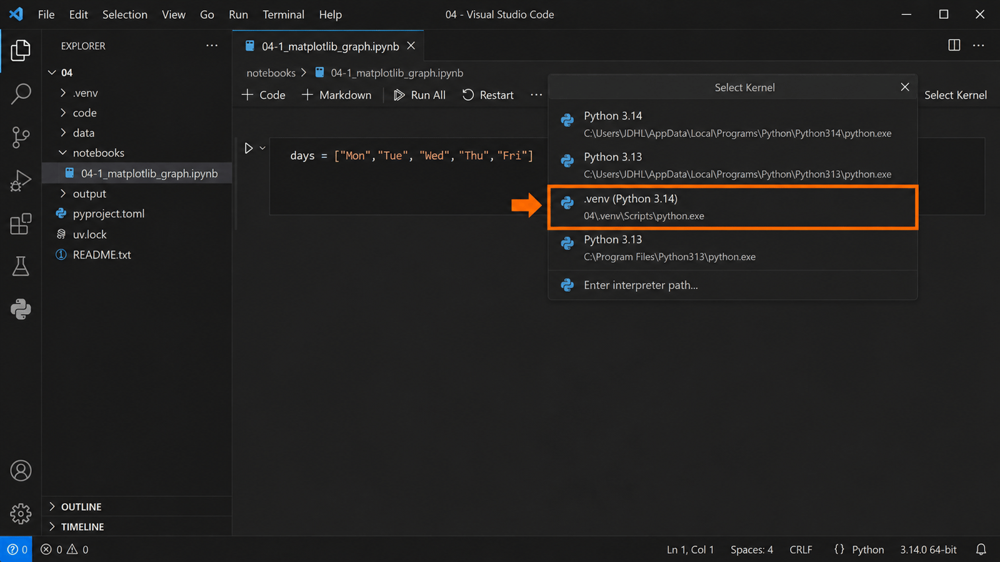 File Edit Selection View Go Run Terminal Help
04 - Visual Studio Code
EXPLORER
04
.venv
code
data
notebooks
04-1_matplotlib_graph.ipynb
output
pyproject.toml
uv.lock
README.txt
OUTLINE
TIMELINE
04-1_matplotlib_graph.ipynb
notebooks > 04-1_matplotlib_graph.ipynb
+ Code + Markdown Run All Restart ···
Select Kernel
days = ["Mon","Tue", "Wed","Thu","Fri"]
Select Kernel
Python 3.14
C:\Users\JDHL\AppData\Local\Programs\Python\Python314\python.exe
Python 3.13
C:\Users\JDHL\AppData\Local\Programs\Python\Python313\python.exe
.venv (Python 3.14)
04\.venv\Scripts\python.exe
Python 3.13
C:\Program Files\Python313\python.exe
Enter interpreter path...
0 0 0
Ln 1, Col 1 Spaces: 4 CRLF {} Python 3.14.0 64-bit